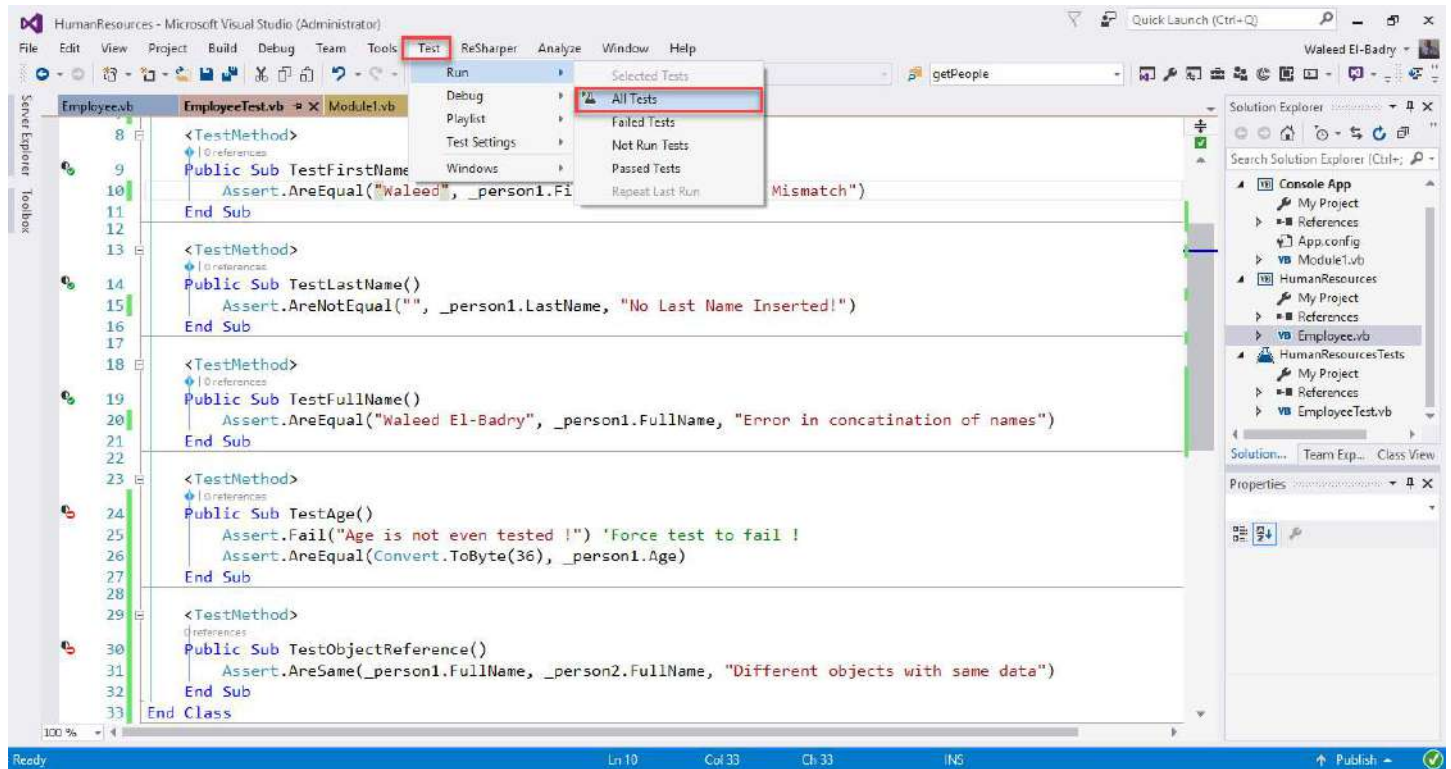 HumanResources - Microsoft Visual Studio (Administrator)
Quick Launch (Ctrl+Q)
File Edit View Project Build Debug Team Tools Test ReSharper Analyze Window Help
Waleed El-Badry
getPeople
Run
Debug
Playlist
Test Settings
Windows
Selected Tests
All Tests
Failed Tests
Not Run Tests
Passed Tests
Repeat Last Run
Server Explorer
Toolbox
Employee.vb EmployeeTest.vb Module1.vb
8 <TestMethod>
0 references
9 Public Sub TestFirstName
10 Assert.AreEqual("Waleed", _person1.Fi Mismatch")
11 End Sub
12
13 <TestMethod>
0 references
14 Public Sub TestLastName()
15 Assert.AreNotEqual("", _person1.LastName, "No Last Name Inserted!")
16 End Sub
17
18 <TestMethod>
0 references
19 Public Sub TestFullName()
20 Assert.AreEqual("Waleed El-Badry", _person1.FullName, "Error in concatination of names")
21 End Sub
22
23 <TestMethod>
0 references
24 Public Sub TestAge()
25 Assert.Fail("Age is not even tested !") 'Force test to fail !
26 Assert.AreEqual(Convert.ToByte(36), _person1.Age)
27 End Sub
28
29 <TestMethod>
0 references
30 Public Sub TestObjectReference()
31 Assert.AreSame(_person1.FullName, _person2.FullName, "Different objects with same data")
32 End Sub
33 End Class
100 %
Solution Explorer
Search Solution Explorer (Ctrl+;
Console App
My Project
References
App.config
VB Module1.vb
HumanResources
My Project
References
VB Employee.vb
HumanResourcesTests
My Project
References
VB EmployeeTest.vb
Solution... Team Exp... Class View
Properties
Ready Ln 10 Col 33 Ch 33 INS Publish